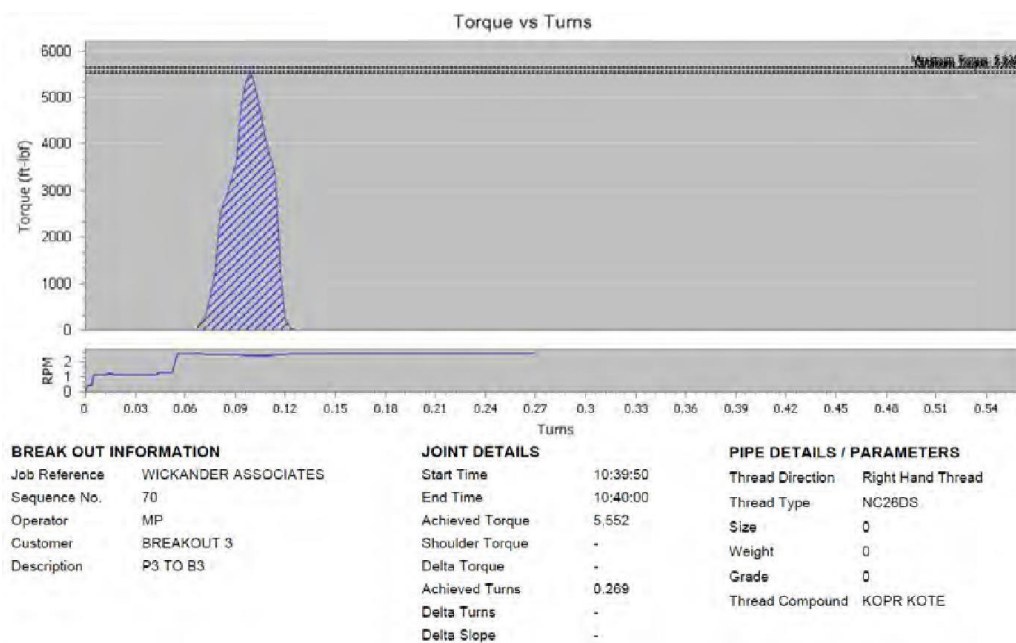 Torque vs Turns
6000
5000
4000
3000
2000
1000
0
Torque (ft-lbf)
2
1
0
RPM
0 0.03 0.06 0.09 0.12 0.15 0.18 0.21 0.24 0.27 0.3 0.33 0.36 0.39 0.42 0.45 0.48 0.51 0.54
Turns
BREAK OUT INFORMATION
Job Reference WICKANDER ASSOCIATES
Sequence No. 70
Operator MP
Customer BREAKOUT 3
Description P3 TO B3
JOINT DETAILS
Start Time 10:39:50
End Time 10:40:00
Achieved Torque 5,552
Shoulder Torque -
Delta Torque -
Achieved Turns 0.269
Delta Turns -
Delta Slope -
PIPE DETAILS / PARAMETERS
Thread Direction Right Hand Thread
Thread Type NC26DS
Size 0
Weight 0
Grade 0
Thread Compound KOPR KOTE